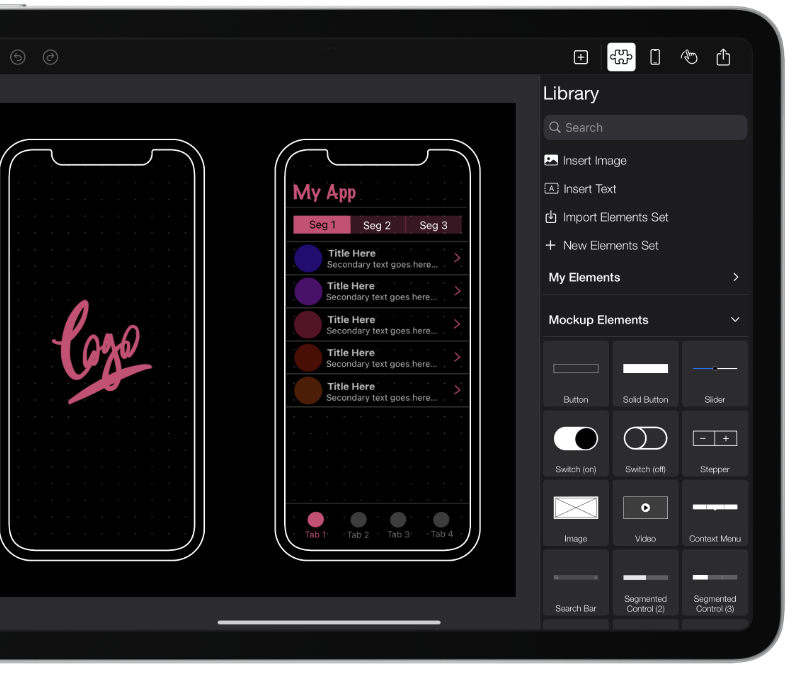 Library
Search
Insert Image
A Insert Text
Import Elements Set
New Elements Set
My Elements
Mockup Elements
Button
Solid Button
Slider
Switch (on)
Switch (off)
Stepper
Image
Video
Context Menu
Search Bar
Segmented
Control (2)
Segmented
Control (3)
Logo
My App
Seg 1
Seg 2
Seg 3
Title Here
Secondary text goes here...
Title Here
Secondary text goes here...
Title Here
Secondary text goes here...
Title Here
Secondary text goes here...
Title Here
Secondary text goes here...
Tab 1
Tab 2
Tab 3
Tab 4